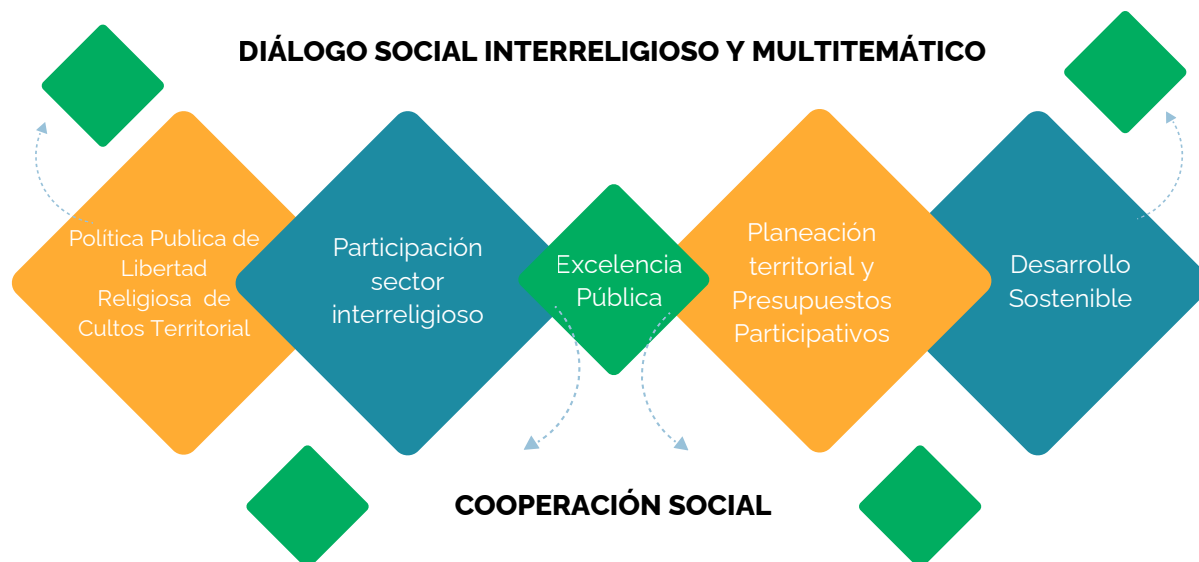 DIÁLOGO SOCIAL INTERRELIGIOSO Y MULTITEMÁTICO
Política Publica de
Libertad
Religiosa de
Cultos Territorial
Participación
sector
interreligioso
Excelencia
Pública
Planeación
territorial y
Presupuestos
Participativos
Desarrollo
Sostenible
COOPERACIÓN SOCIAL